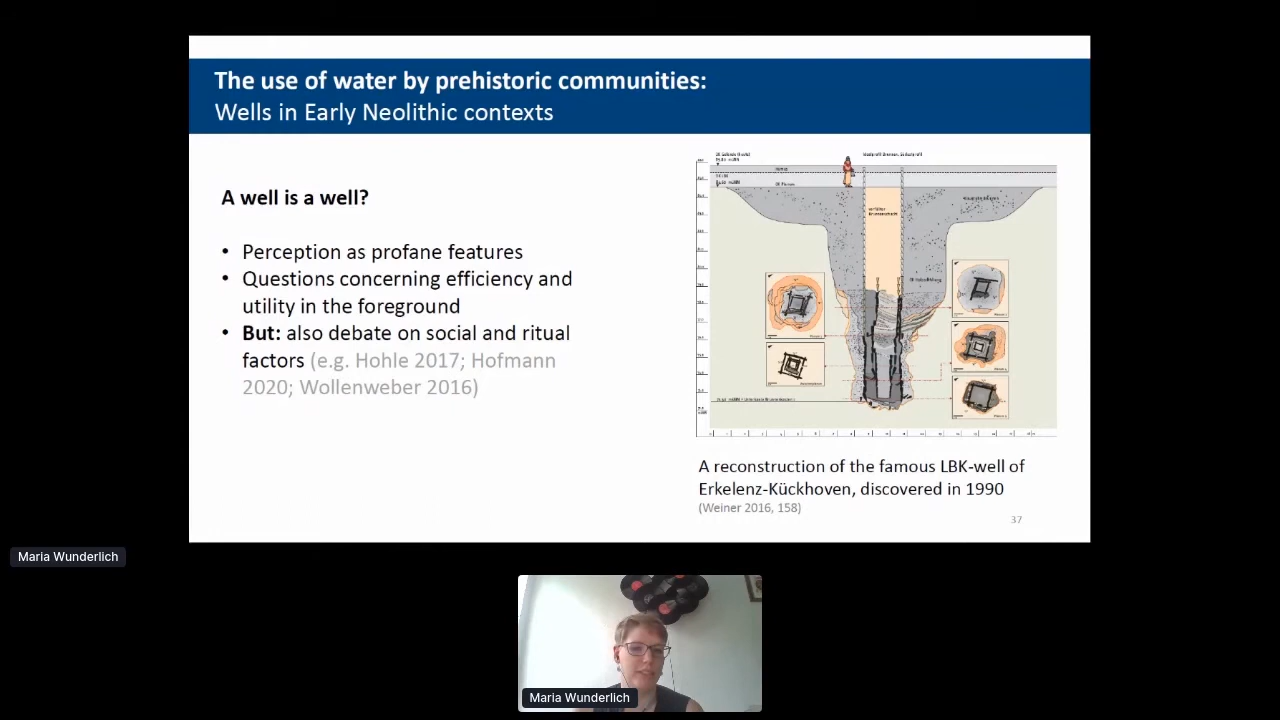 The use of water by prehistoric communities:
Wells in Early Neolithic contexts
A well is a well?
• Perception as profane features
• Questions concerning efficiency and
utility in the foreground
• But: also debate on social and ritual
factors (e.g. Hohle 2017; Hofmann
2020; Wollenweber 2016)
A reconstruction of the famous LBK-well of
Erkelenz-Kückhoven, discovered in 1990
(Weiner 2016, 158)
37
Maria Wunderlich
Maria Wunderlich